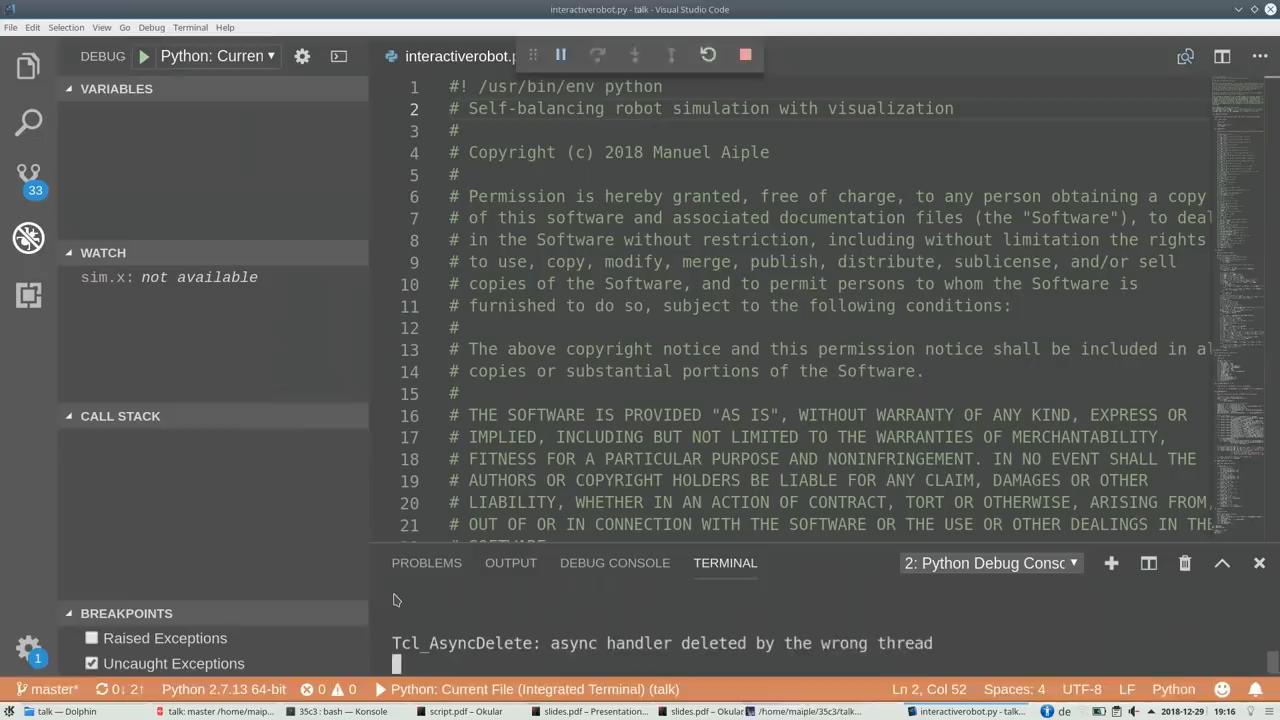 interactiverobot.py - talk - Visual Studio Code
File Edit Selection View Go Debug Terminal Help
DEBUG Python: Curren
interactiverobot.p
VARIABLES
WATCH
sim.x: not available
CALL STACK
BREAKPOINTS
Raised Exceptions
Uncaught Exceptions
33
1
1 #! /usr/bin/env python
2 # Self-balancing robot simulation with visualization
3 #
4 # Copyright (c) 2018 Manuel Aiple
5 #
6 # Permission is hereby granted, free of charge, to any person obtaining a copy
7 # of this software and associated documentation files (the "Software"), to deal
8 # in the Software without restriction, including without limitation the rights
9 # to use, copy, modify, merge, publish, distribute, sublicense, and/or sell
10 # copies of the Software, and to permit persons to whom the Software is
11 # furnished to do so, subject to the following conditions:
12 #
13 # The above copyright notice and this permission notice shall be included in al
14 # copies or substantial portions of the Software.
15 #
16 # THE SOFTWARE IS PROVIDED "AS IS", WITHOUT WARRANTY OF ANY KIND, EXPRESS OR
17 # IMPLIED, INCLUDING BUT NOT LIMITED TO THE WARRANTIES OF MERCHANTABILITY,
18 # FITNESS FOR A PARTICULAR PURPOSE AND NONINFRINGEMENT. IN NO EVENT SHALL THE
19 # AUTHORS OR COPYRIGHT HOLDERS BE LIABLE FOR ANY CLAIM, DAMAGES OR OTHER
20 # LIABILITY, WHETHER IN AN ACTION OF CONTRACT, TORT OR OTHERWISE, ARISING FROM,
21 # OUT OF OR IN CONNECTION WITH THE SOFTWARE OR THE USE OR OTHER DEALINGS IN THE
PROBLEMS OUTPUT DEBUG CONSOLE TERMINAL 2: Python Debug Consc
Tcl_AsyncDelete: async handler deleted by the wrong thread
master* 0↓ 2↑ Python 2.7.13 64-bit 0 0 Python: Current File (Integrated Terminal) (talk) Ln 2, Col 52 Spaces: 4 UTF-8 LF Python
talk — Dolphin talk: master /home/maip... 35c3 : bash — Konsole script.pdf – Okular slides.pdf – Presentation... slides.pdf – Okular /home/maiple/35c3/talk... interactiverobot.py - talk... de 2018-12-29 19:16